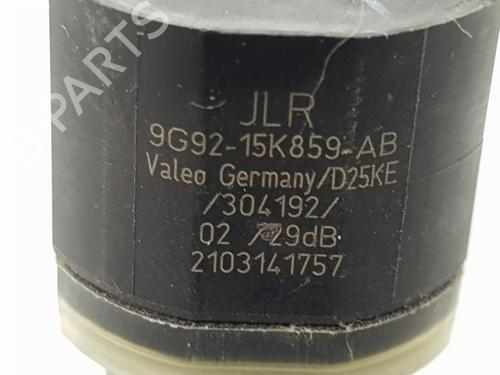 JLR
9G92-15K859-AB
Valeo Germany/D25KE
/304192/
02 /29dB
2103141757
B-PARTS